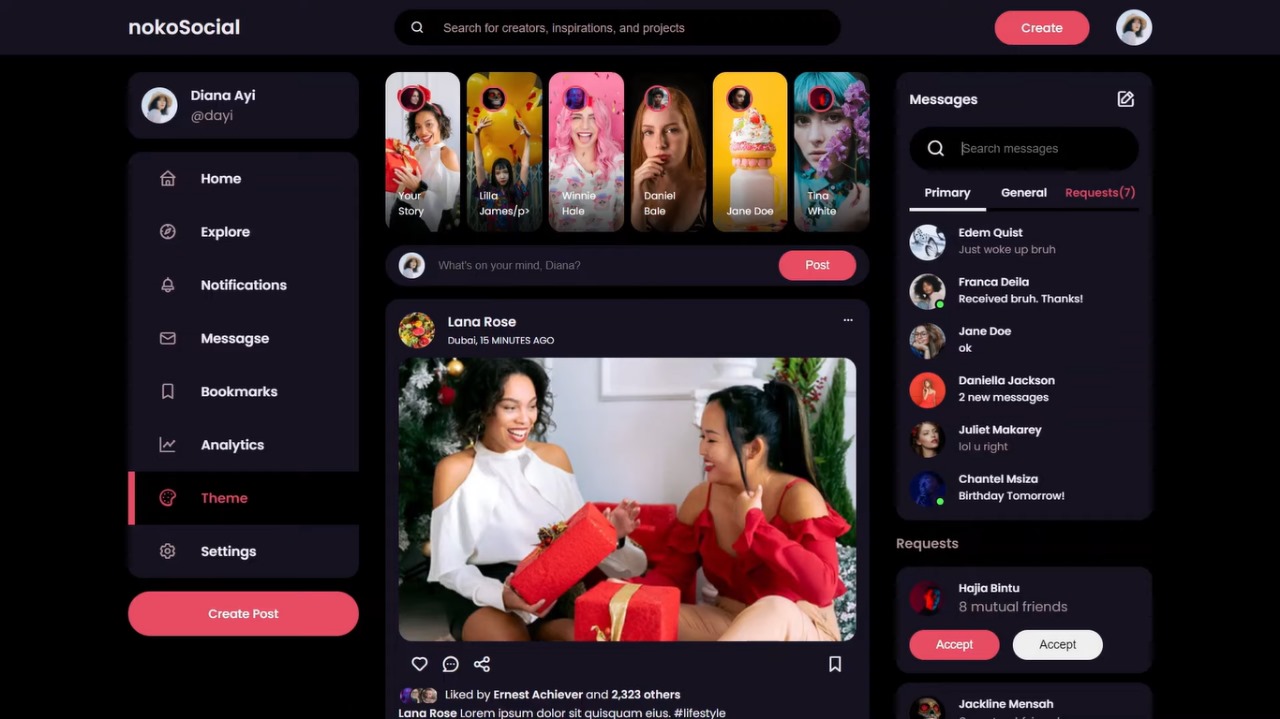 nokoSocial
Search for creators, inspirations, and projects
Create
Diana Ayi
@dayi
Home
Explore
Notifications
Messagse
Bookmarks
Analytics
Theme
Settings
Create Post
Your
Story
Lilla
James/p>
Winnie
Hale
Daniel
Bale
Jane Doe
Tina
White
What's on your mind, Diana?
Post
Lana Rose
Dubai, 15 MINUTES AGO
Liked by Ernest Achiever and 2,323 others
Lana Rose Lorem ipsum dolor sit quisquam eius. #lifestyle
Messages
Search messages
Primary General Requests(7)
Edem Quist
Just woke up bruh
Franca Deila
Received bruh. Thanks!
Jane Doe
ok
Daniella Jackson
2 new messages
Juliet Makarey
lol u right
Chantel Msiza
Birthday Tomorrow!
Requests
Hajia Bintu
8 mutual friends
Accept Accept
Jackline Mensah